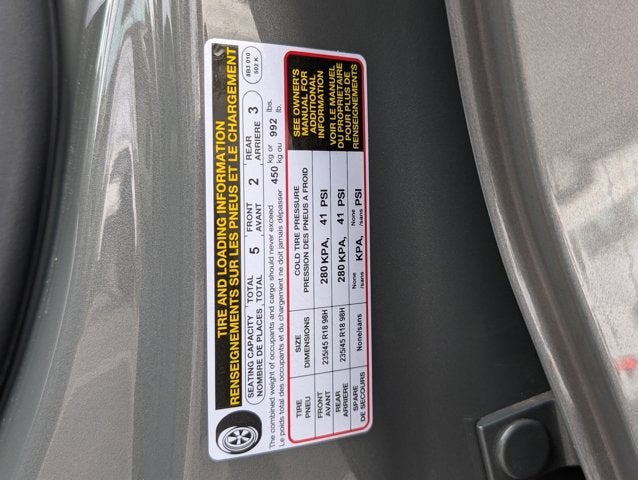 TIRE AND LOADING INFORMATION
RENSEIGNEMENTS SUR LES PNEUS ET LE CHARGEMENT
8B3 010
502 K
SEATING CAPACITY TOTAL 5 FRONT 2 REAR 3
NOMBRE DE PLACES TOTAL AVANT ARRIERE
The combined weight of occupants and cargo should never exceed 450 kg or 992 lbs.
Le poids total des occupants et du chargement ne doit jamais dépasser kg ou lb.
TIRE SIZE COLD TIRE PRESSURE
PNEU DIMENSIONS PRESSION DES PNEUS A FROID
FRONT 235/45 R18 98H 280 KPA, 41 PSI
AVANT
REAR 235/45 R18 98H 280 KPA, 41 PSI
ARRIERE
SPARE None/sans None /sans KPA, None /sans PSI
DE SECOURS
SEE OWNER'S
MANUAL FOR
ADDITIONAL
INFORMATION
VOIR LE MANUEL
DU PROPRIETAIRE
POUR PLUS DE
RENSEIGNEMENTS